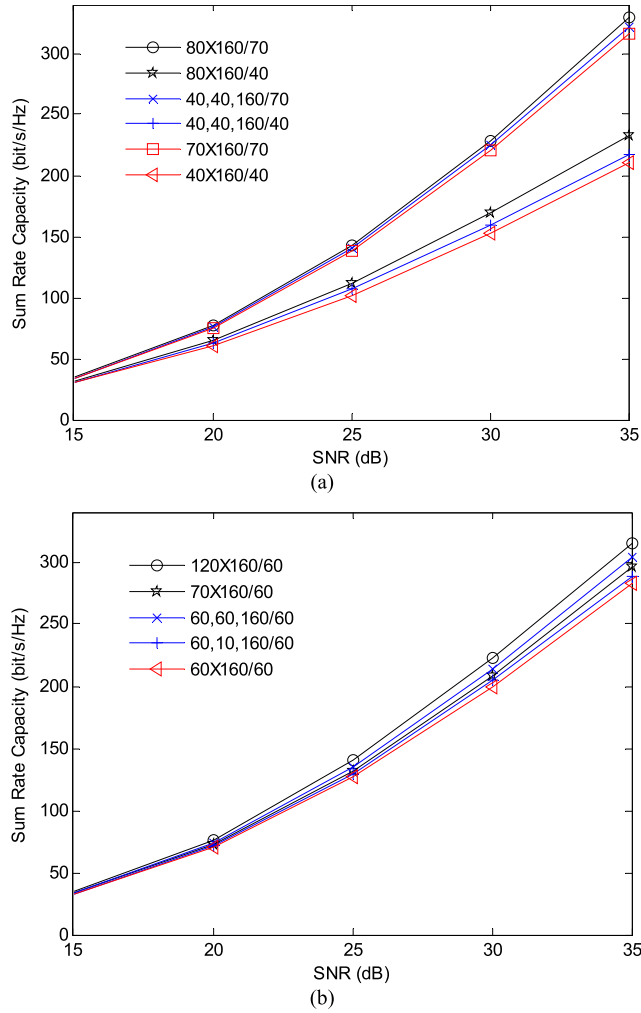 300
250
200
150
100
50
0
Sum Rate Capacity (bit/s/Hz)
80X160/70
80X160/40
40,40,160/70
40,40,160/40
70X160/70
40X160/40
15 20 25 30 35
SNR (dB)
(a)
300
250
200
150
100
50
0
Sum Rate Capacity (bit/s/Hz)
120X160/60
70X160/60
60,60,160/60
60,10,160/60
60X160/60
15 20 25 30 35
SNR (dB)
(b)